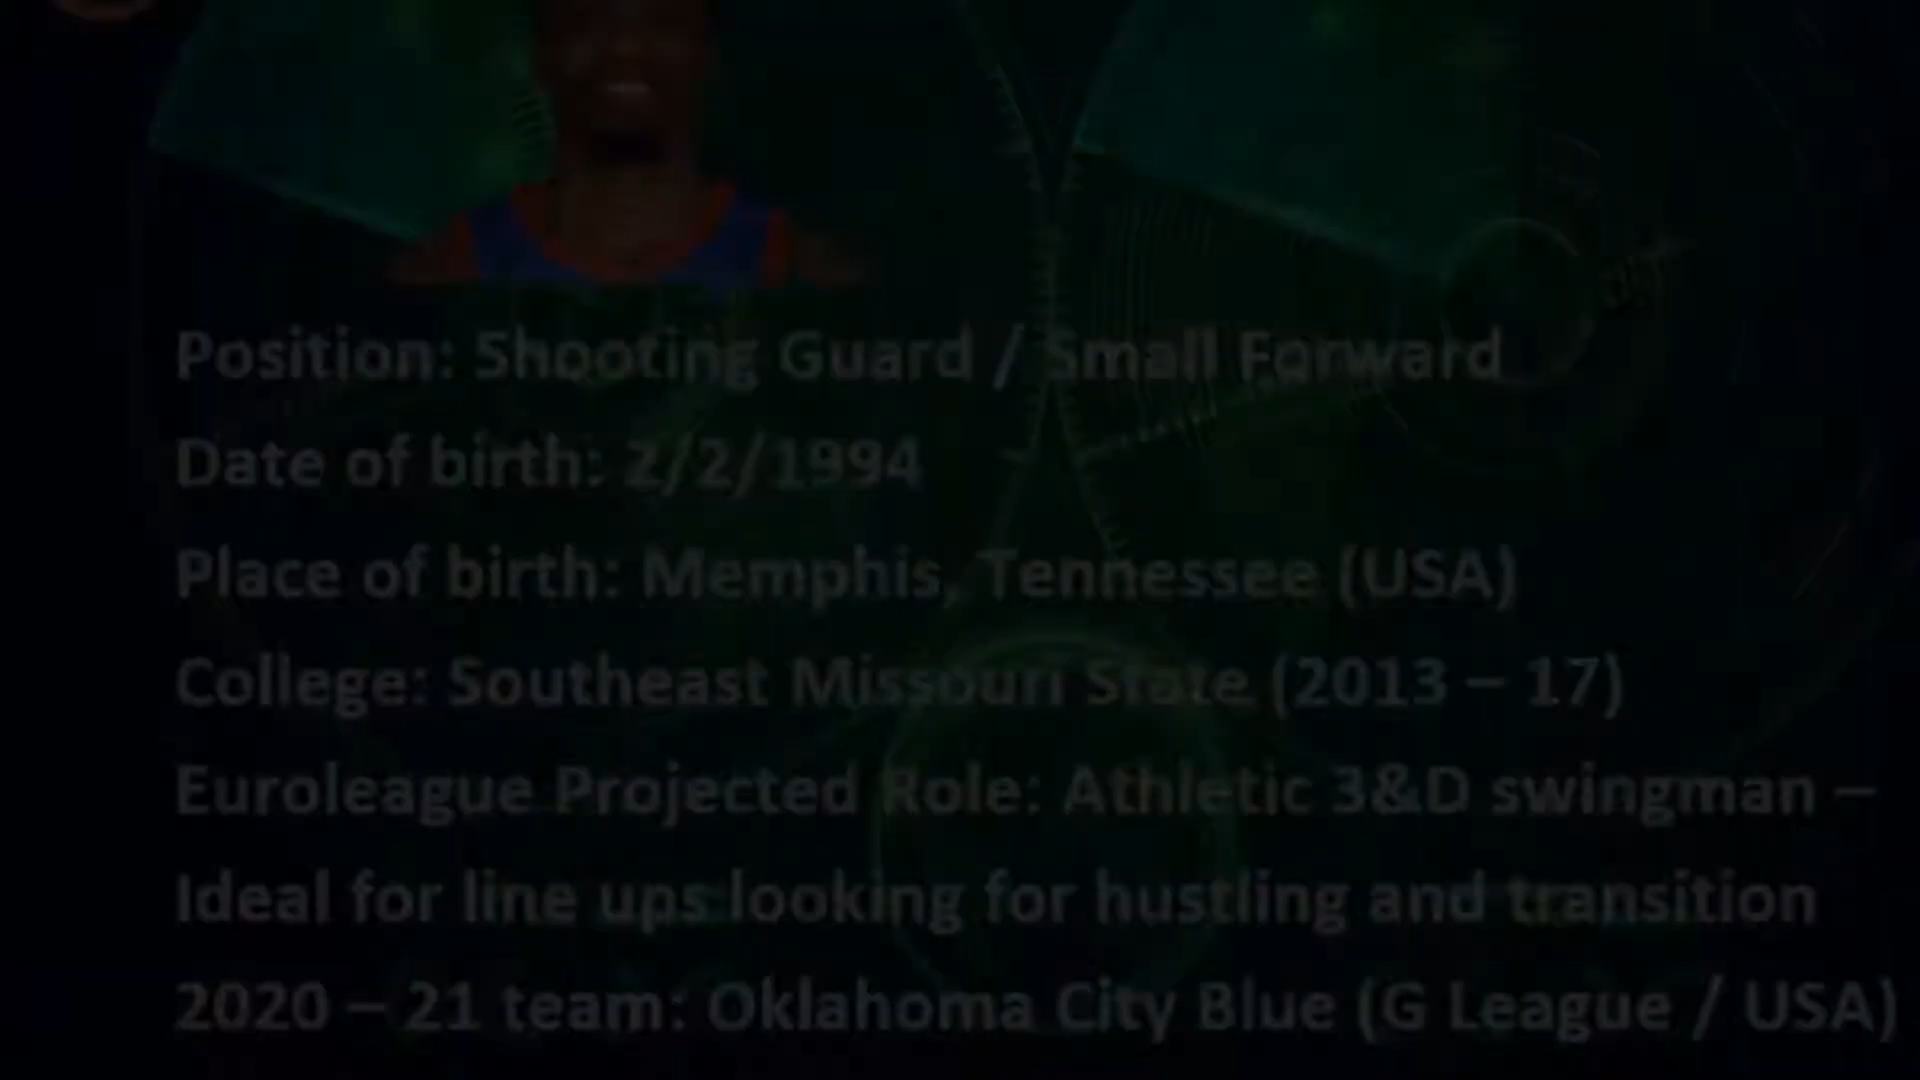 Position: Shooting Guard / Small Forward
Date of birth: 2/2/1994
Place of birth: Memphis, Tennessee (USA)
College: Southeast Missouri State (2013 – 17)
Euroleague Projected Role: Athletic 3&D swingman –
Ideal for line ups looking for hustling and transition
2020 – 21 team: Oklahoma City Blue (G League / USA)